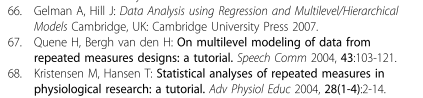 66. Gelman A, Hill J: Data Analysis using Regression and Multilevel/Hierarchical
Models Cambridge, UK: Cambridge University Press 2007.
67. Quene H, Bergh van den H: On multilevel modeling of data from
repeated measures designs: a tutorial. Speech Comm 2004, 43:103-121.
68. Kristensen M, Hansen T: Statistical analyses of repeated measures in
physiological research: a tutorial. Adv Physiol Educ 2004, 28(1-4):2-14.